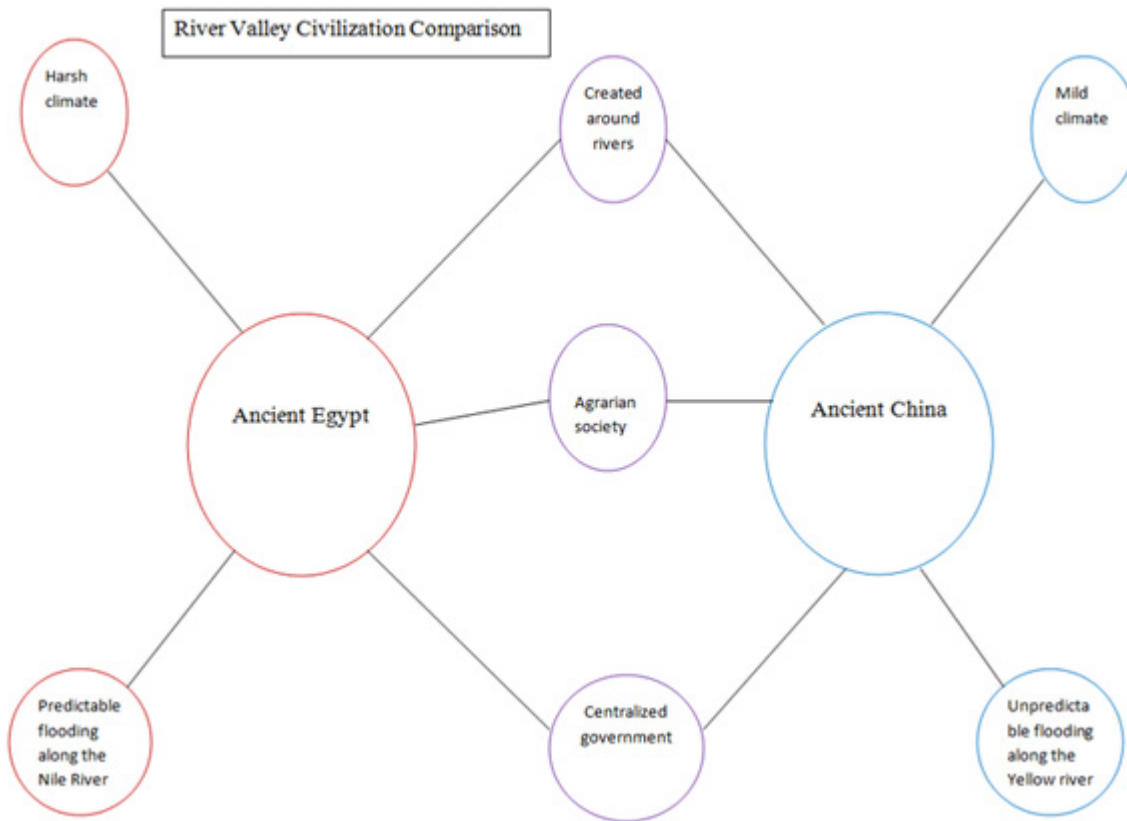 River Valley Civilization Comparison
Harsh
climate
Created
around
rivers
Mild
climate
Ancient Egypt
Agrarian
society
Ancient China
Predictable
flooding
along the
Nile River
Centralized
government
Unpredicta
ble flooding
along the
Yellow river